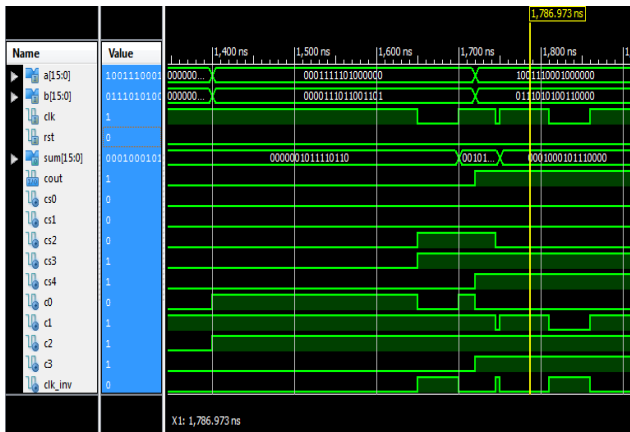 1,786.973 ns
Name Value 1,400 ns 1,500 ns 1,600 ns 1,700 ns 1,800 ns 1
a[15:0] 1001110001 000000... 0001111101000000 1001110001000000
b[15:0] 0111010100 000000... 0000111011001101 0111010100110000
clk 1
rst 0
sum[15:0] 0001000101 0000001011110110 00101... 0001000101110000
cout 1
cs0 0
cs1 0
cs2 0
cs3 1
cs4 1
c0 0
c1 1
c2 1
c3 1
clk_inv 0
X1: 1,786.973 ns